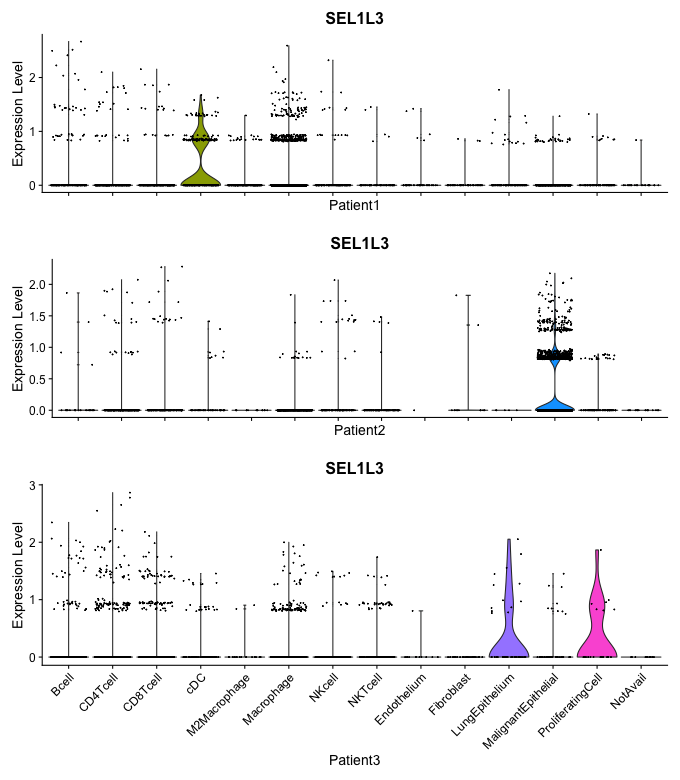 SEL1L3
Expression Level
2
1
0
Patient1
SEL1L3
Expression Level
2.0
1.5
1.0
0.5
0.0
Patient2
SEL1L3
Expression Level
3
2
1
0
Bcell
CD4Tcell
CD8Tcell
cDC
M2Macrophage
Macrophage
NKcell
NKTcell
Endothelium
Fibroblast
LungEpithelium
MalignantEpithelial
ProliferatingCell
NotAvail
Patient3